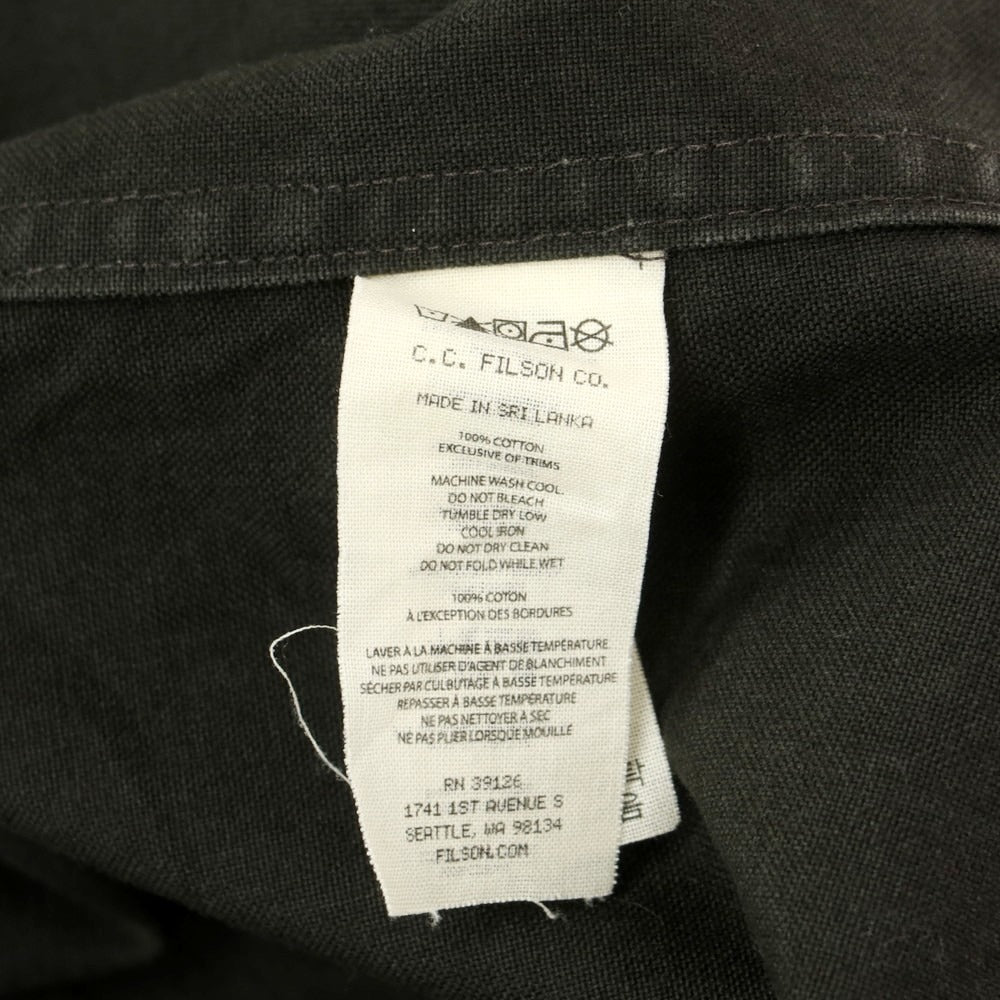 C.C. FILSON CO.
MADE IN SRI LANKA
100% COTTON
EXCLUSIVE OF TRIMS
MACHINE WASH COOL.
DO NOT BLEACH
TUMBLE DRY LOW
COOL IRON
DO NOT DRY CLEAN
DO NOT FOLD WHILE WET
100% COTON
À L'EXCEPTION DES BORDURES
LAVER À LA MACHINE À BASSE TEMPÉRATURE
NE PAS UTILISER D'AGENT DE BLANCHIMENT
SÉCHER PAR CULBUTAGE À BASSE TEMPÉRATURE
REPASSER À BASSE TEMPÉRATURE
NE PAS NETTOYER A SEC
NE PAS PLIER LORSQUE MOUILLÉ
RN 39126
1741 1ST AVENUE S
SEATTLE, WA 98134
FILSON.COM